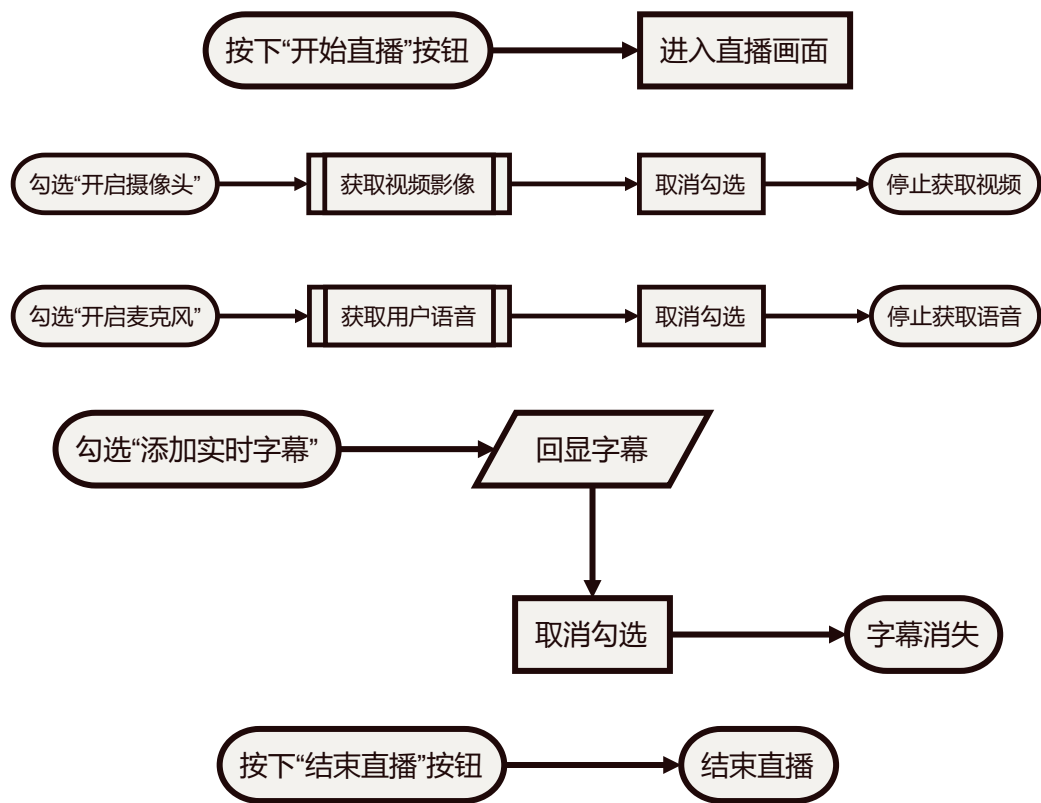 按下“开始直播”按钮
进入直播画面
勾选“开启摄像头”
获取视频影像
取消勾选
停止获取视频
勾选“开启麦克风”
获取用户语音
取消勾选
停止获取语音
勾选“添加实时字幕”
回显字幕
取消勾选
字幕消失
按下“结束直播”按钮
结束直播